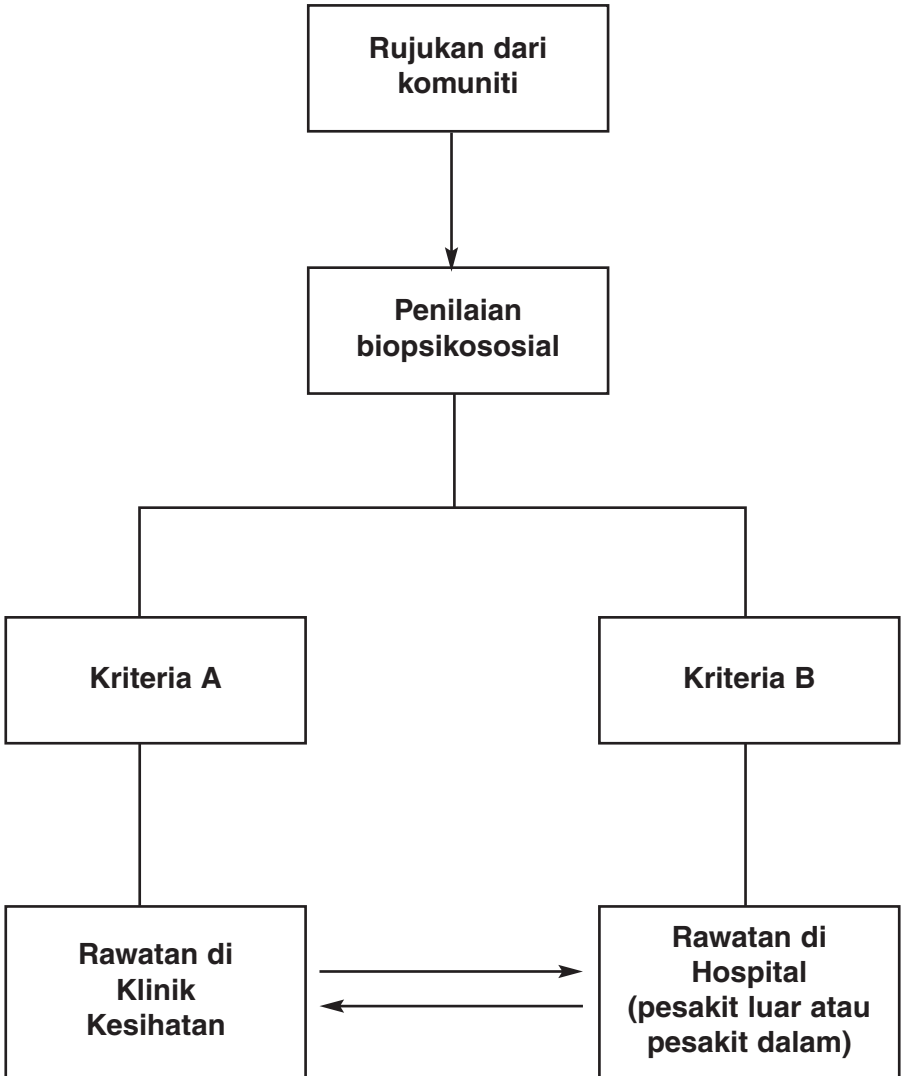 Rujukan dari
komuniti
Penilaian
biopsikososial
Kriteria A
Kriteria B
Rawatan di
Klinik
Kesihatan
Rawatan di
Hospital
(pesakit luar atau
pesakit dalam)